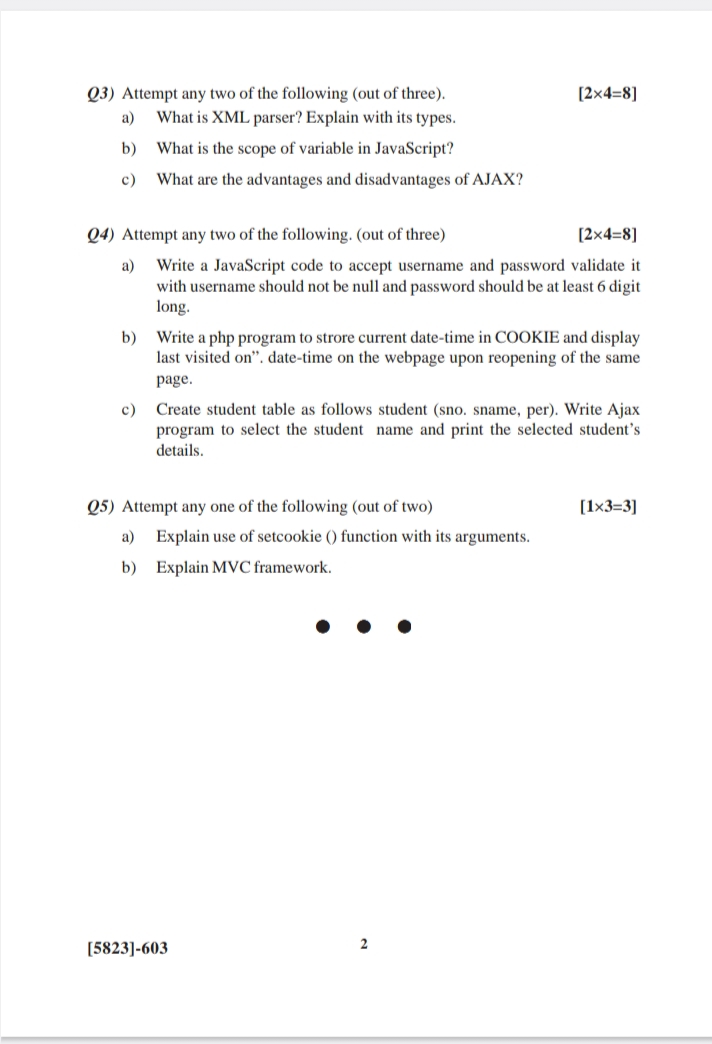 Q3) Attempt any two of the following (out of three). [2×4=8]
a) What is XML parser? Explain with its types.
b) What is the scope of variable in JavaScript?
c) What are the advantages and disadvantages of AJAX?
Q4) Attempt any two of the following. (out of three) [2×4=8]
a) Write a JavaScript code to accept username and password validate it
with username should not be null and password should be at least 6 digit
long.
b) Write a php program to strore current date-time in COOKIE and display
last visited on”. date-time on the webpage upon reopening of the same
page.
c) Create student table as follows student (sno. sname, per). Write Ajax
program to select the student name and print the selected student’s
details.
Q5) Attempt any one of the following (out of two) [1×3=3]
a) Explain use of setcookie () function with its arguments.
b) Explain MVC framework.
[5823]-603 2